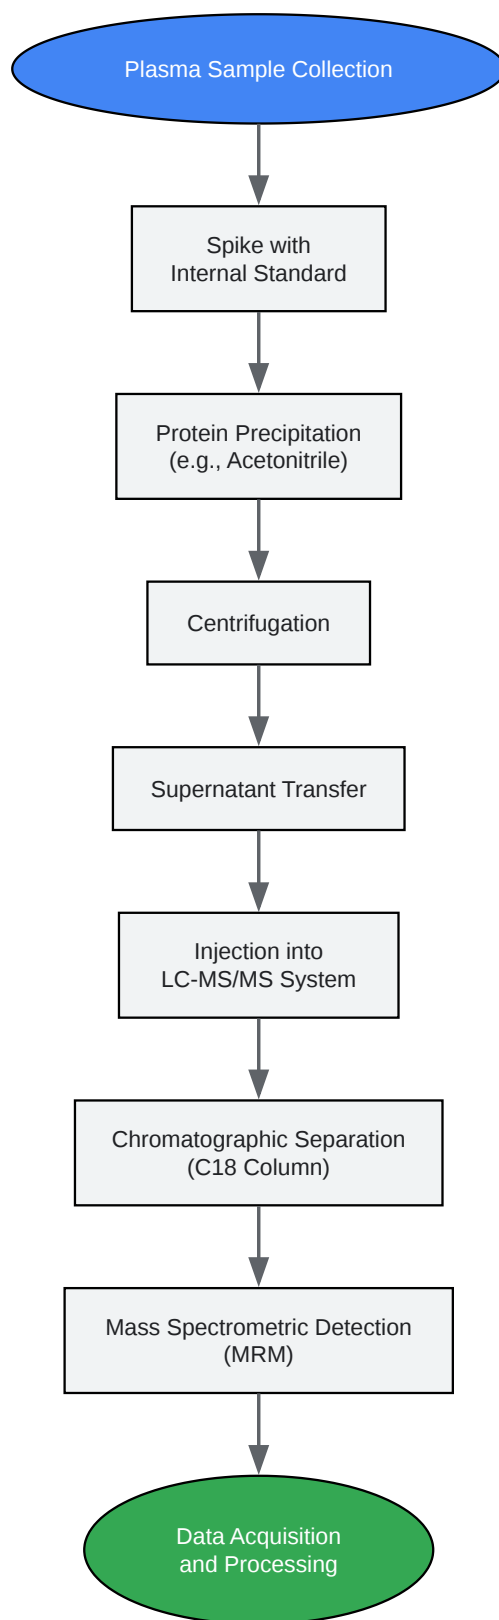 Plasma Sample Collection
Spike with
Internal Standard
Protein Precipitation
(e.g., Acetonitrile)
Centrifugation
Supernatant Transfer
Injection into
LC-MS/MS System
Chromatographic Separation
(C18 Column)
Mass Spectrometric Detection
(MRM)
Data Acquisition
and Processing